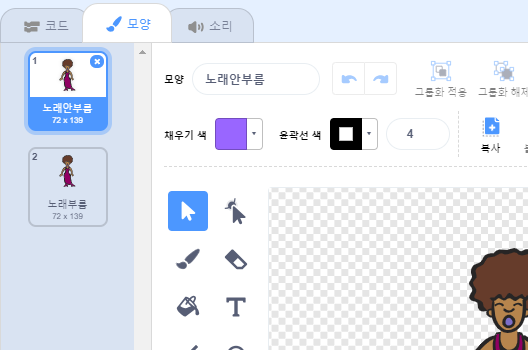 코드
모양
소리
1
노래안부름
72 x 139
2
노래부름
72 x 139
모양
노래안부름
그룹화 적용
그룹화 해제
채우기 색
윤곽선 색
4
복사